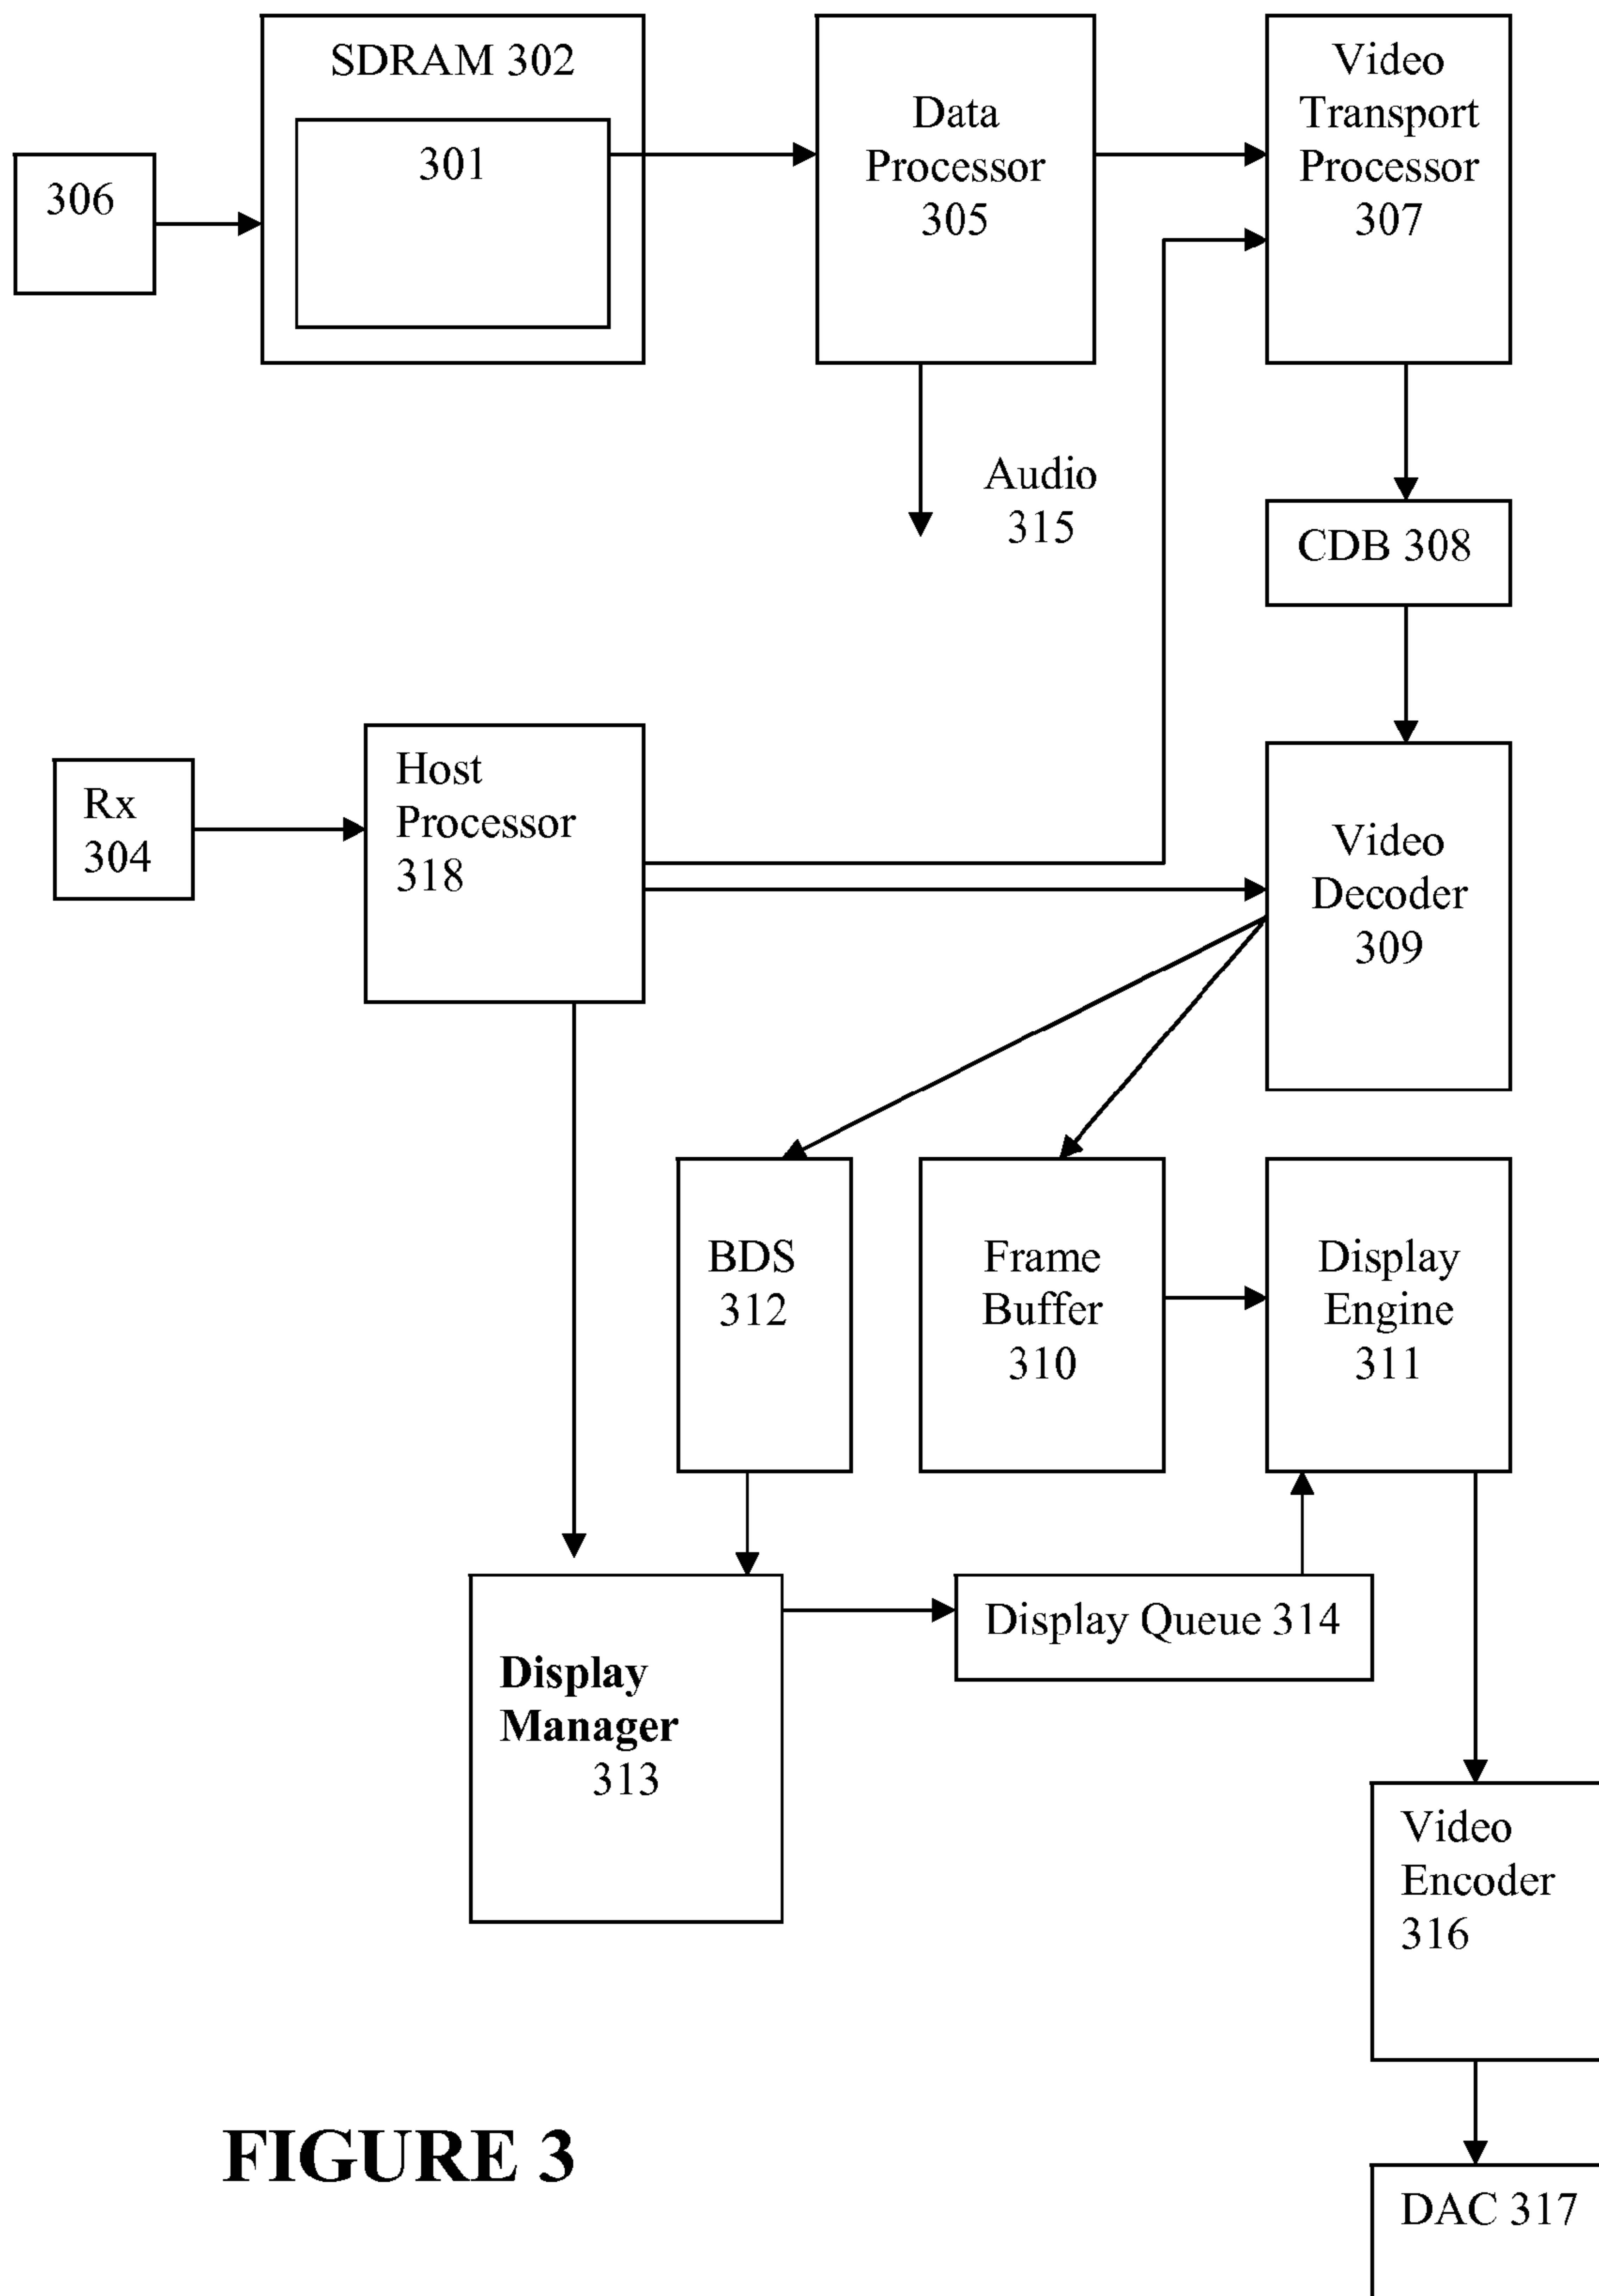 SDRAM 302
301
306
Data
Processor
305
Video
Transport
Processor
307
Audio
315
CDB 308
Rx
304
Host
Processor
318
Video
Decoder
309
BDS
312
Frame
Buffer
310
Display
Engine
311
Display Queue 314
Display
Manager
313
Video
Encoder
316
FIGURE 3
DAC 317